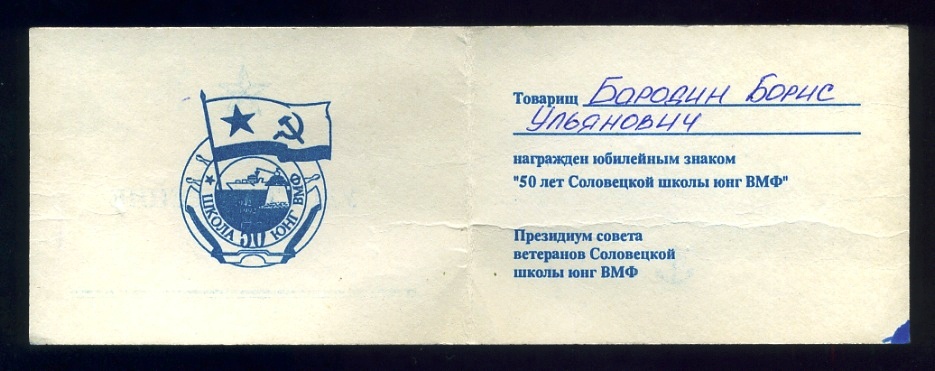 ШКОЛА 50 ЮНГ ВМФ
Товарищ Бородин Борис
Ульянович
награжден юбилейным знаком
"50 лет Соловецкой школы юнг ВМФ"
Президиум совета
ветеранов Соловецкой
школы юнг ВМФ